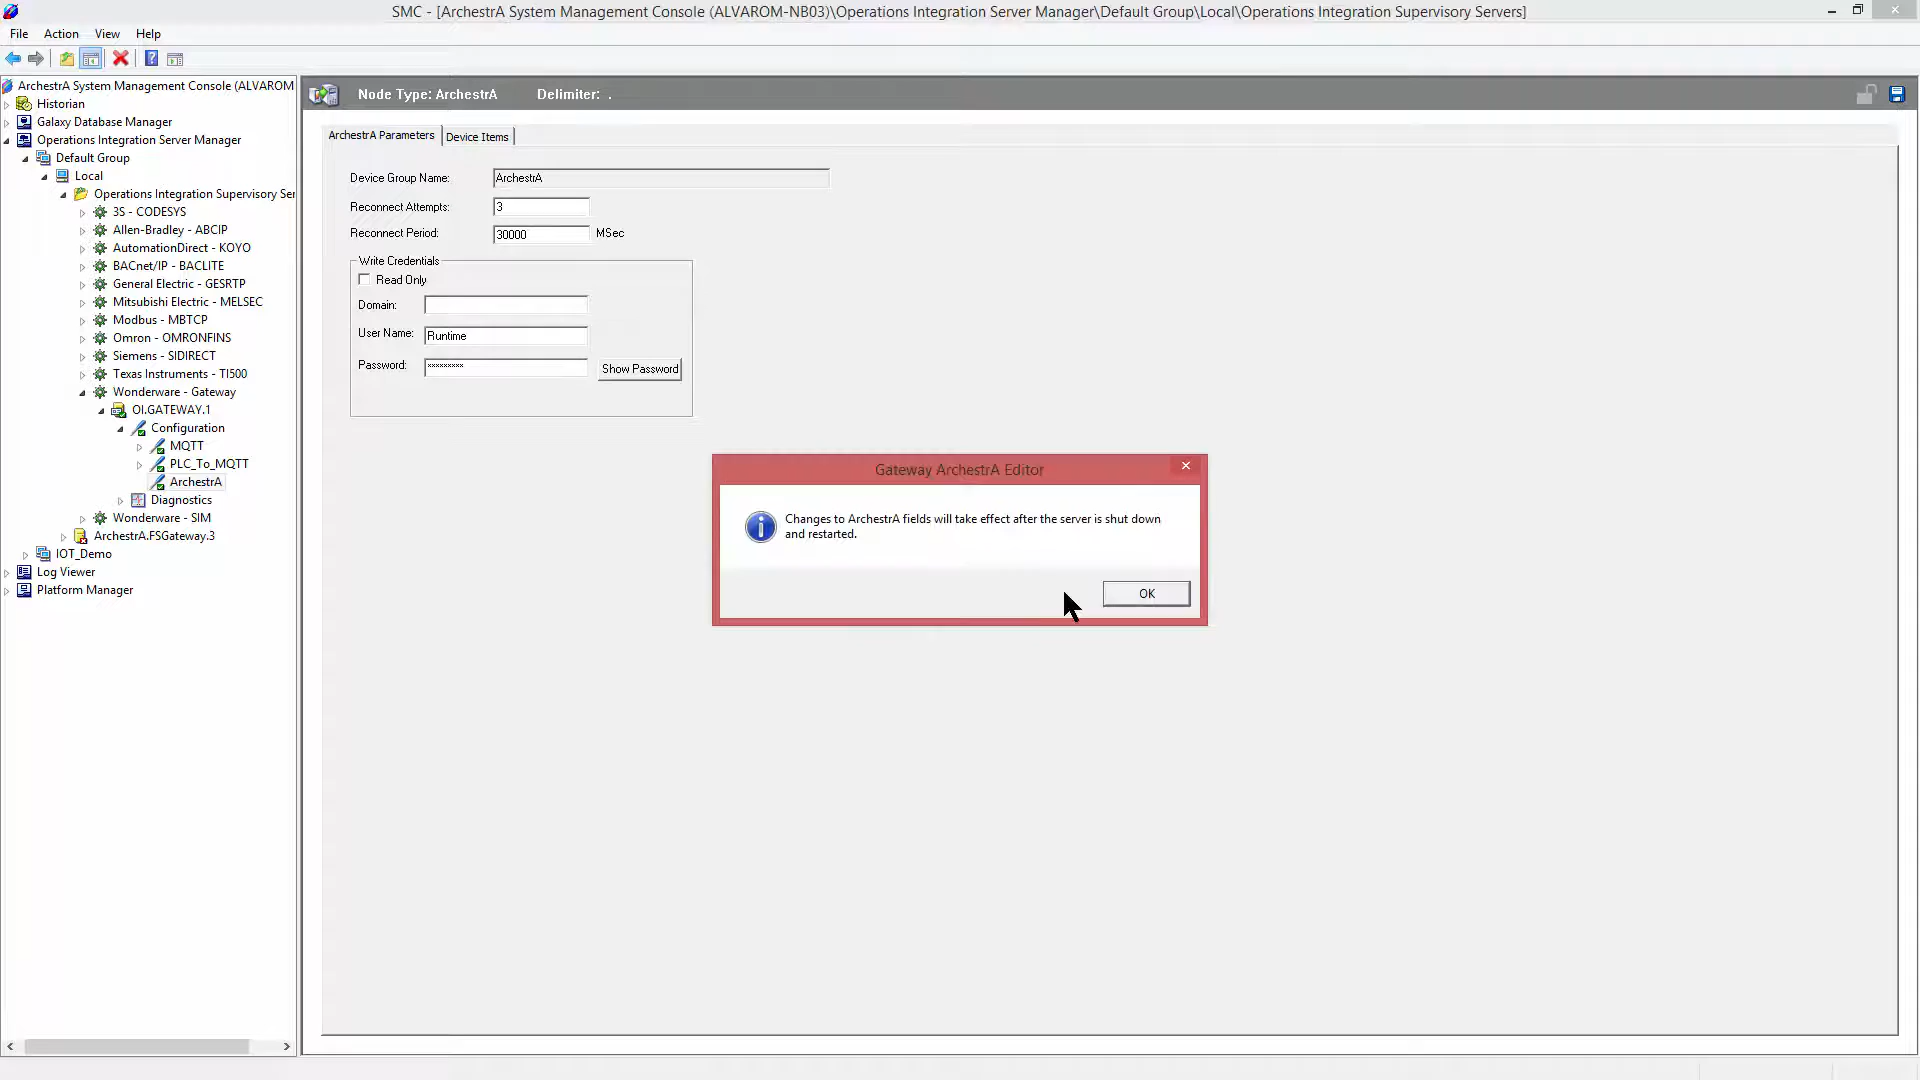 SMC - [ArchestrA System Management Console (ALVAROM-NB03)\Operations Integration Server Manager\Default Group\Local\Operations Integration Supervisory Servers]
File Action View Help
ArchestrA System Management Console (ALVAROM
Historian
Galaxy Database Manager
Operations Integration Server Manager
Default Group
Local
Operations Integration Supervisory Ser
3S - CODESYS
Allen-Bradley - ABCIP
AutomationDirect - KOYO
BACnet/IP - BACLITE
General Electric - GESRTP
Mitsubishi Electric - MELSEC
Modbus - MBTCP
Omron - OMRONFINS
Siemens - SIDIRECT
Texas Instruments - TI500
Wonderware - Gateway
OI.GATEWAY.1
Configuration
MQTT
PLC_To_MQTT
ArchestrA
Diagnostics
Wonderware - SIM
ArchestrA.FSGateway.3
IOT_Demo
Log Viewer
Platform Manager
Node Type: ArchestrA Delimiter: .
ArchestrA Parameters Device Items
Device Group Name: ArchestrA
Reconnect Attempts: 3
Reconnect Period: 30000 MSec
Write Credentials
Read Only
Domain:
User Name: Runtime
Password: ××××××××× Show Password
Gateway ArchestrA Editor
Changes to ArchestrA fields will take effect after the server is shut down
and restarted.
OK